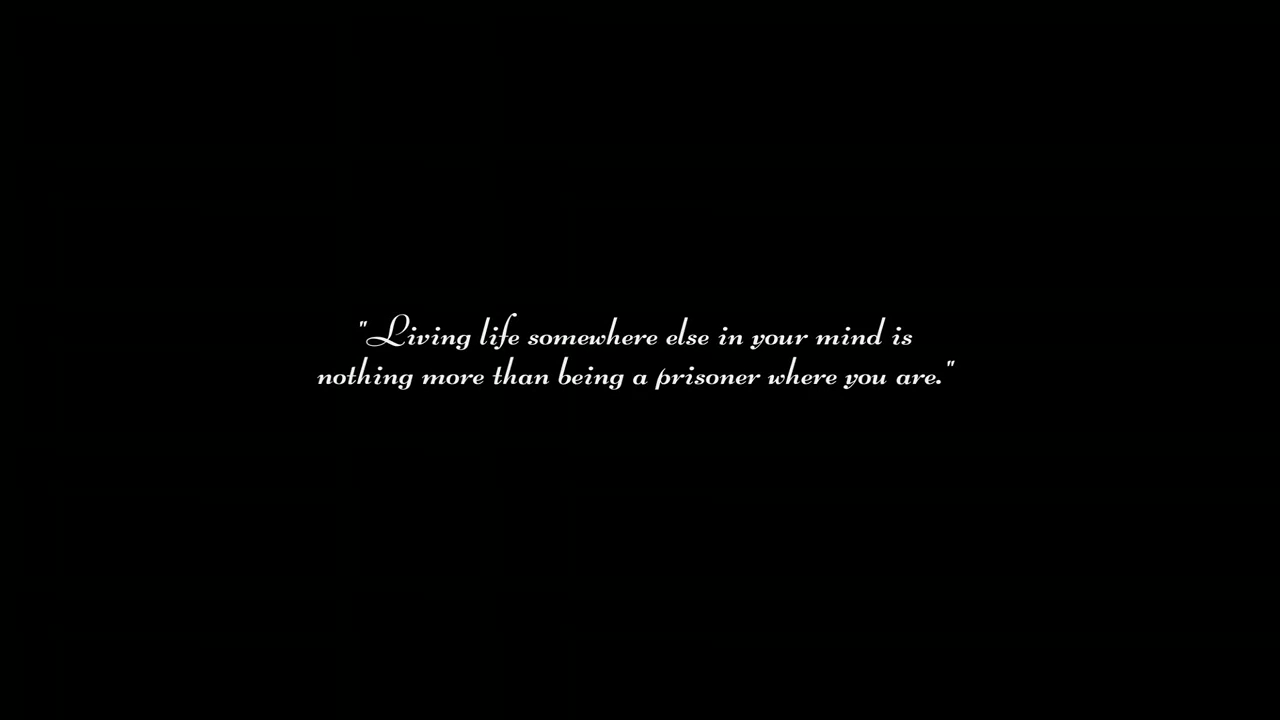 "Living life somewhere else in your mind is
nothing more than being a prisoner where you are."